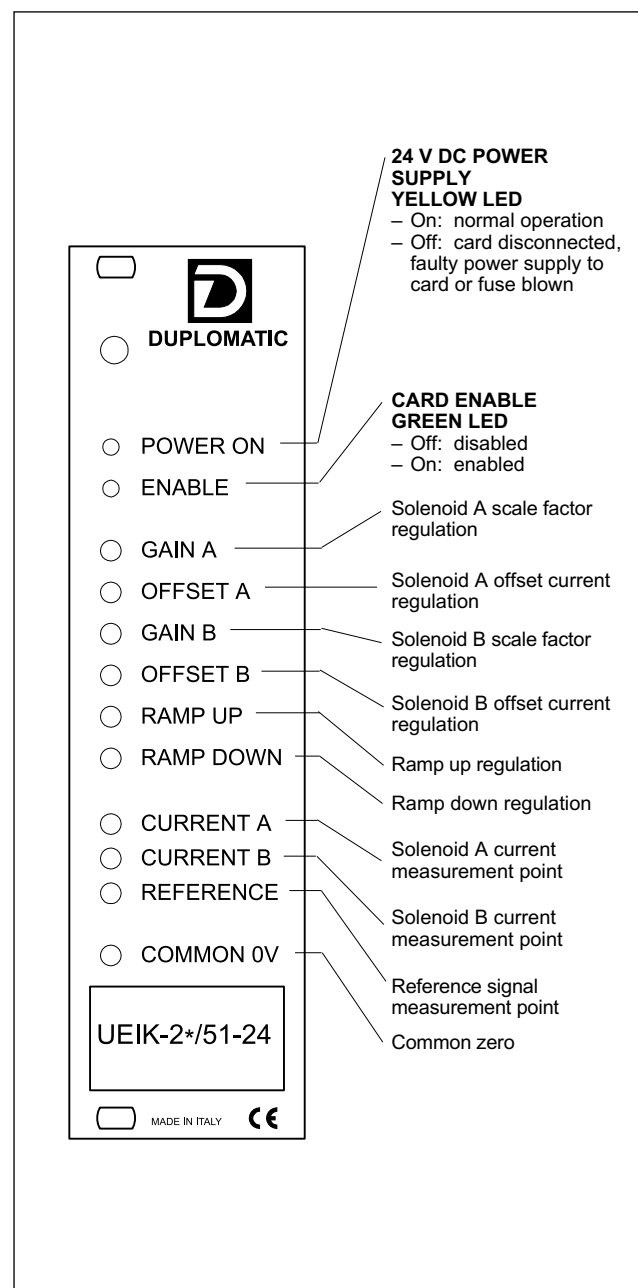 24 V DC POWER
SUPPLY
YELLOW LED
– On: normal operation
– Off: card disconnected,
faulty power supply to
card or fuse blown
DUPLOMATIC
CARD ENABLE
GREEN LED
– Off: disabled
– On: enabled
POWER ON
ENABLE
Solenoid A scale factor
regulation
GAIN A
Solenoid A offset current
regulation
OFFSET A
Solenoid B scale factor
regulation
GAIN B
Solenoid B offset current
regulation
OFFSET B
RAMP UP
Ramp up regulation
RAMP DOWN
Ramp down regulation
CURRENT A
Solenoid A current
measurement point
CURRENT B
Solenoid B current
measurement point
REFERENCE
Reference signal
measurement point
COMMON 0V
Common zero
UEIK-2*/51-24
MADE IN ITALY CE